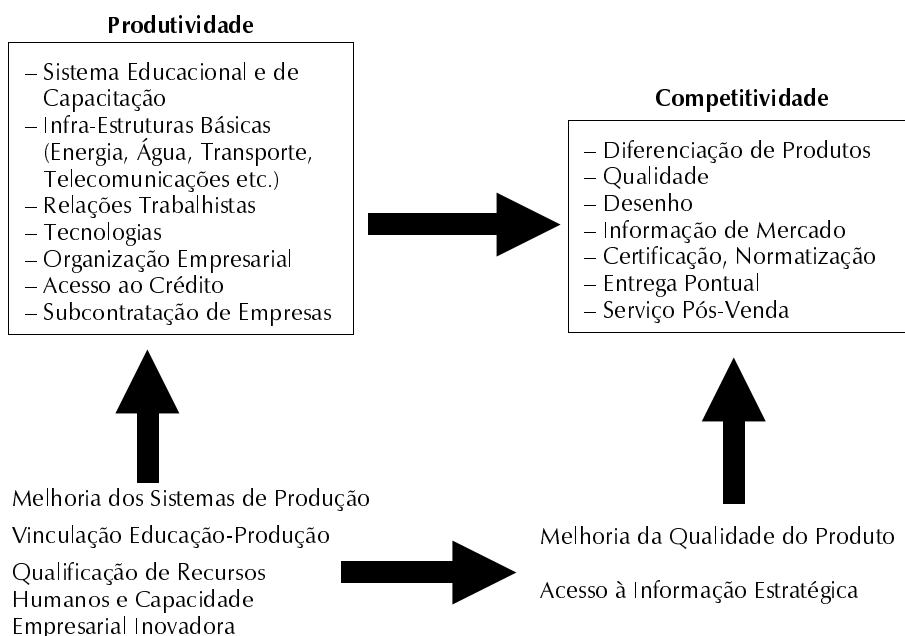 Produtividade
– Sistema Educacional e de
Capacitação
– Infra-Estruturas Básicas
(Energia, Água, Transporte,
Telecomunicações etc.)
– Relações Trabalhistas
– Tecnologias
– Organização Empresarial
– Acesso ao Crédito
– Subcontratação de Empresas
Competitividade
– Diferenciação de Produtos
– Qualidade
– Desenho
– Informação de Mercado
– Certificação, Normatização
– Entrega Pontual
– Serviço Pós-Venda
Melhoria dos Sistemas de Produção
Vinculação Educação-Produção
Qualificação de Recursos
Humanos e Capacidade
Empresarial Inovadora
Melhoria da Qualidade do Produto
Acesso à Informação Estratégica